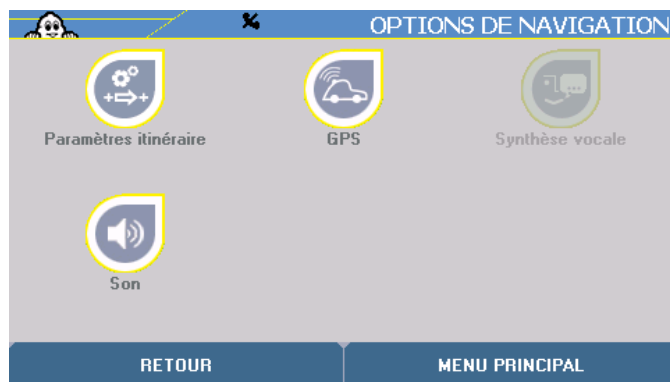 OPTIONS DE NAVIGATION
Paramètres itinéraire
GPS
Synthèse vocale
Son
RETOUR
MENU PRINCIPAL